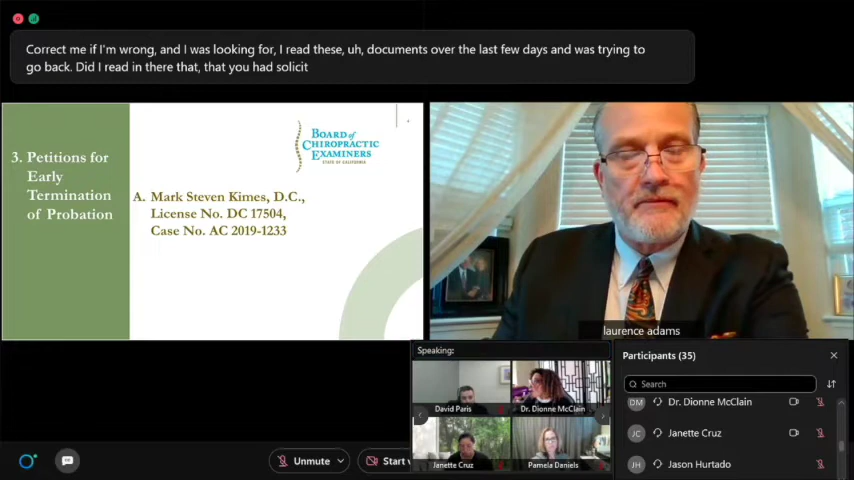 Correct me if I'm wrong, and I was looking for, I read these, uh, documents over the last few days and was trying to
go back. Did I read in there that, that you had solicit
3. Petitions for
Early
Termination
of Probation
BOARD of
CHIROPRACTIC
EXAMINERS
STATE OF CALIFORNIA
A. Mark Steven Kimes, D.C.,
License No. DC 17504,
Case No. AC 2019-1233
laurence adams
Speaking:
David Paris
Dr. Dionne McClain
Janette Cruz
Pamela Daniels
Participants (35)
Search
DM Dr. Dionne McClain
JC Janette Cruz
JH Jason Hurtado
Unmute
Start